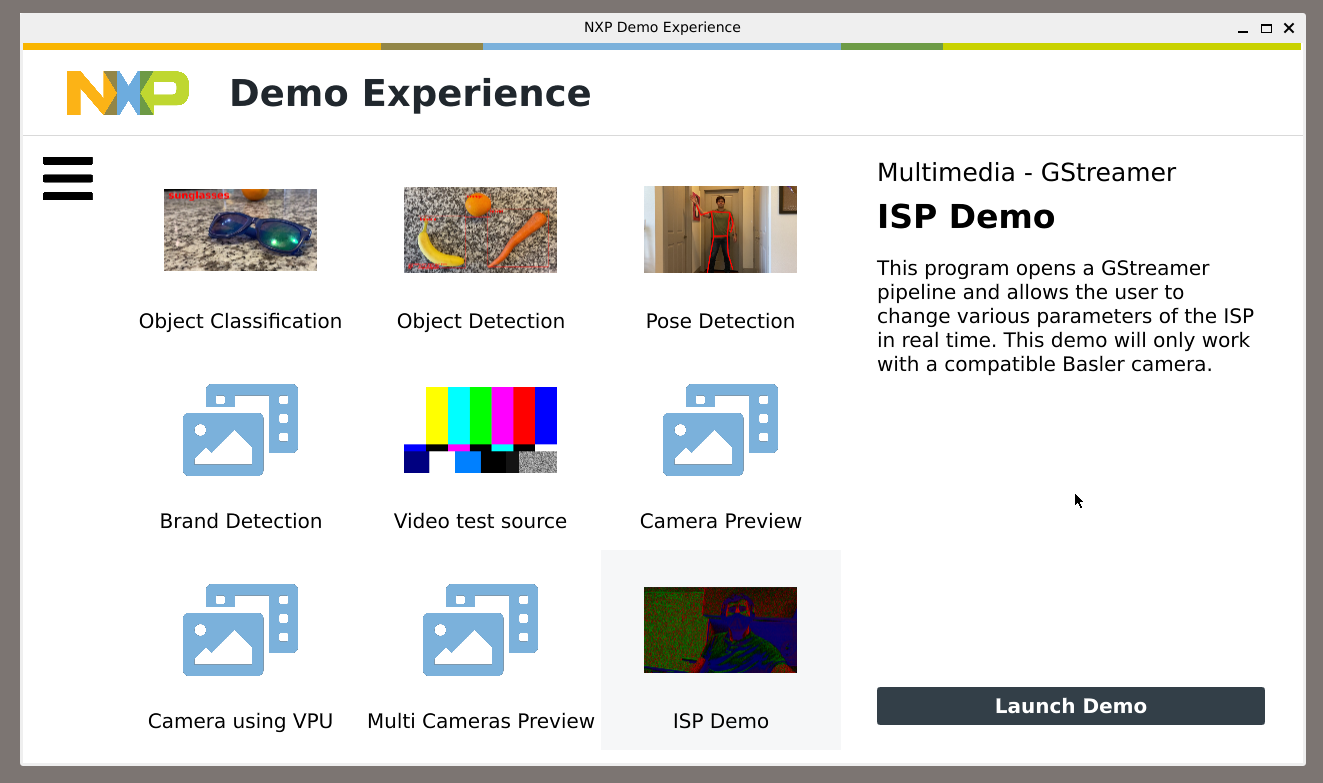 NXP Demo Experience
NXP
Demo Experience
sunglasses
Object Classification
Object Detection
Pose Detection
Brand Detection
Video test source
Camera Preview
Camera using VPU
Multi Cameras Preview
ISP Demo
Multimedia - GStreamer
ISP Demo
This program opens a GStreamer
pipeline and allows the user to
change various parameters of the ISP
in real time. This demo will only work
with a compatible Basler camera.
Launch Demo